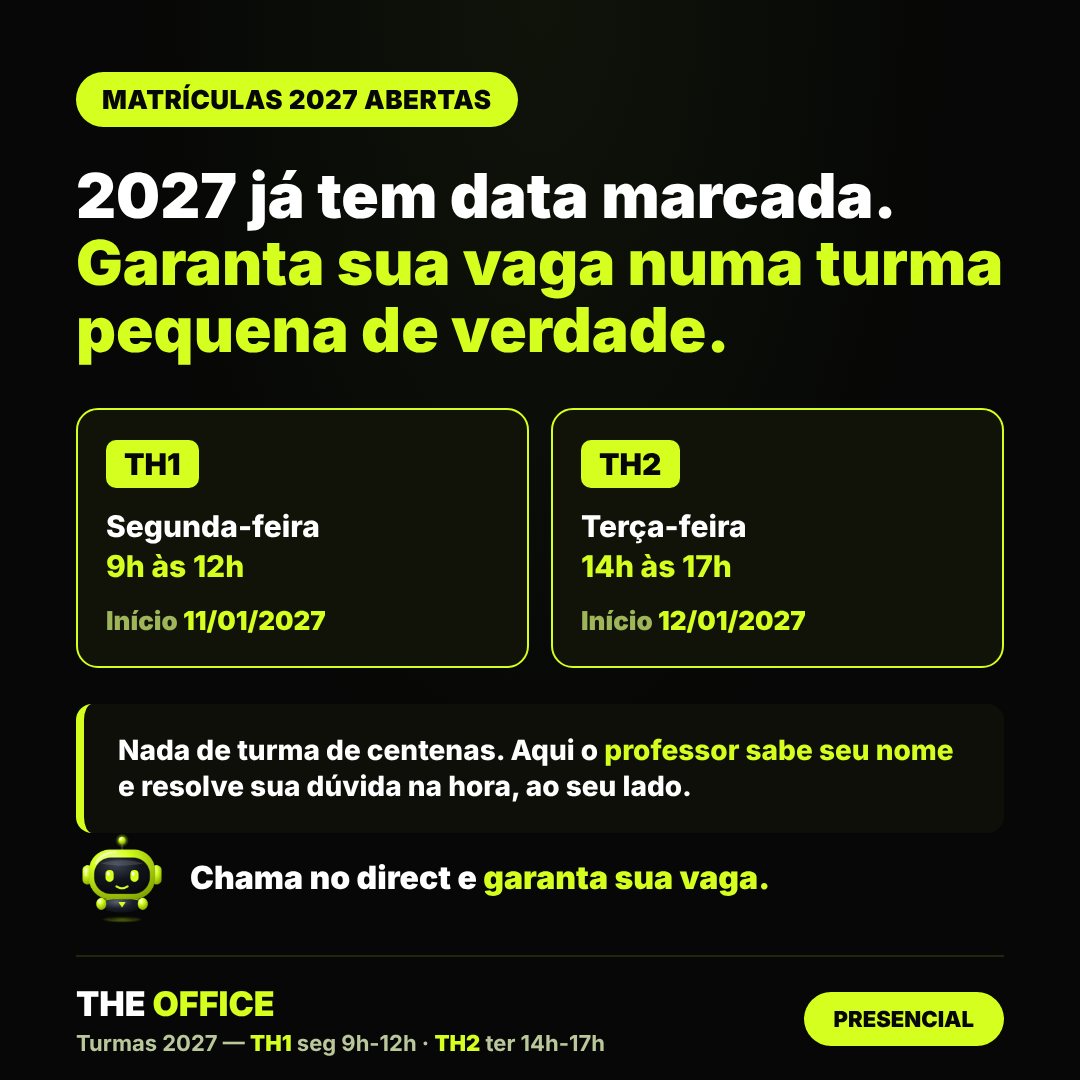 MATRÍCULAS 2027 ABERTAS
2027 já tem data marcada.
Garanta sua vaga numa turma
pequena de verdade.
TH1
Segunda-feira
9h às 12h
Início 11/01/2027
TH2
Terça-feira
14h às 17h
Início 12/01/2027
Nada de turma de centenas. Aqui o professor sabe seu nome
e resolve sua dúvida na hora, ao seu lado.
Chama no direct e garanta sua vaga.
THE OFFICE
Turmas 2027 — TH1 seg 9h-12h · TH2 ter 14h-17h
PRESENCIAL